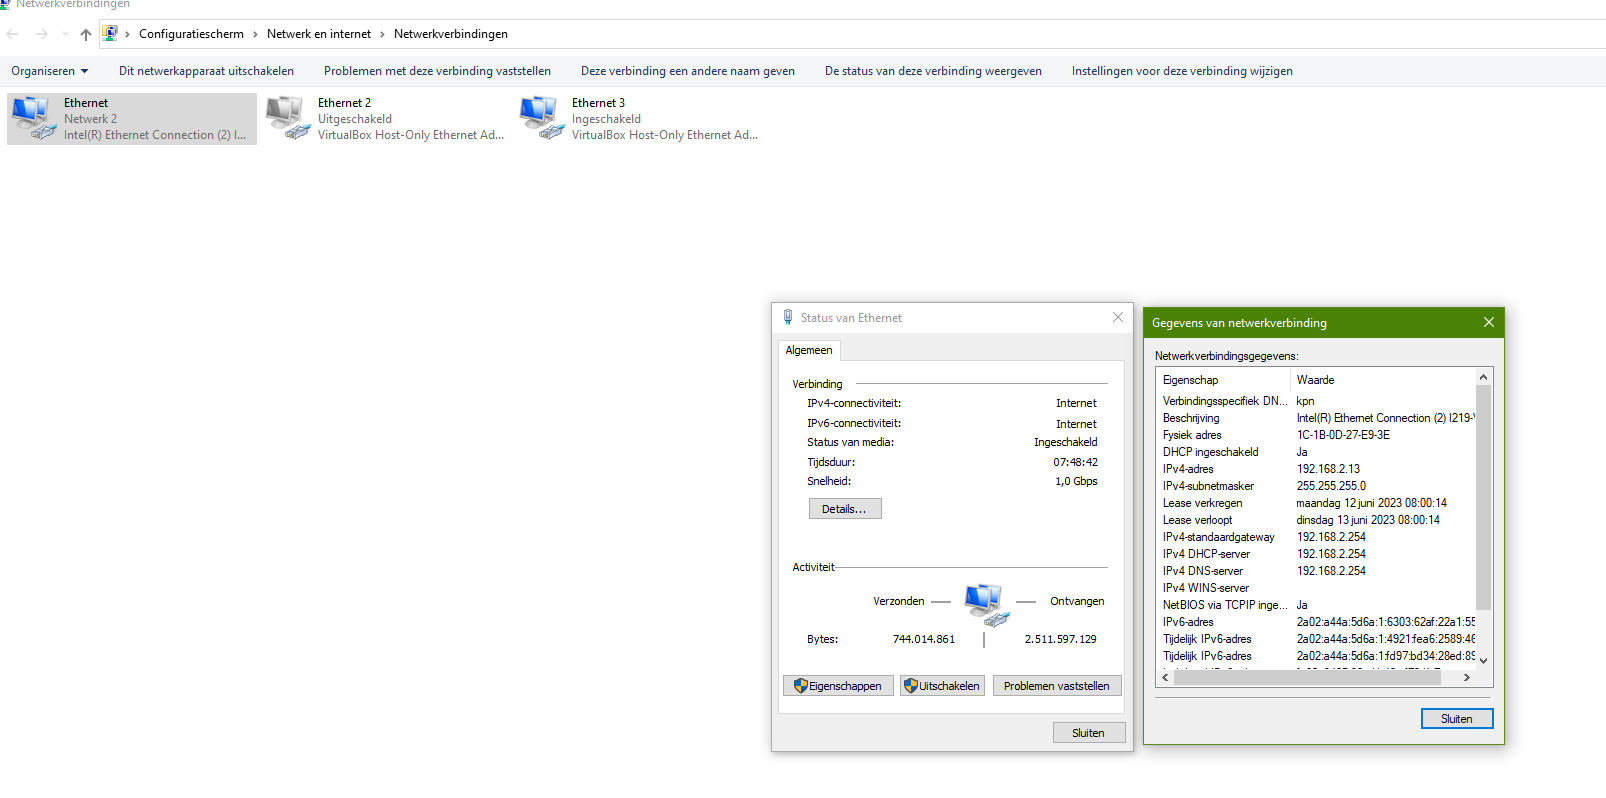 Netwerkverbindingen
Configuratiescherm › Netwerk en internet › Netwerkverbindingen
Organiseren Dit netwerkapparaat uitschakelen Problemen met deze verbinding vaststellen Deze verbinding een andere naam geven De status van deze verbinding weergeven Instellingen voor deze verbinding wijzigen
Ethernet
Netwerk 2
Intel(R) Ethernet Connection (2) I...
Ethernet 2
Uitgeschakeld
VirtualBox Host-Only Ethernet Ad...
Ethernet 3
Ingeschakeld
VirtualBox Host-Only Ethernet Ad...
Status van Ethernet
Algemeen
Verbinding
IPv4-connectiviteit: Internet
IPv6-connectiviteit: Internet
Status van media: Ingeschakeld
Tijdsduur: 07:48:42
Snelheid: 1,0 Gbps
Details...
Activiteit
Verzonden Ontvangen
Bytes: 744.014.861 2.511.597.129
Eigenschappen Uitschakelen Problemen vaststellen
Sluiten
Gegevens van netwerkverbinding
Netwerkverbindingsgegevens:
Eigenschap Waarde
Verbindingsspecifiek DN... kpn
Beschrijving Intel(R) Ethernet Connection (2) I219-
Fysiek adres 1C-1B-0D-27-E9-3E
DHCP ingeschakeld Ja
IPv4-adres 192.168.2.13
IPv4-subnetmasker 255.255.255.0
Lease verkregen maandag 12 juni 2023 08:00:14
Lease verloopt dinsdag 13 juni 2023 08:00:14
IPv4-standaardgateway 192.168.2.254
IPv4 DHCP-server 192.168.2.254
IPv4 DNS-server 192.168.2.254
IPv4 WINS-server
NetBIOS via TCPIP inge... Ja
IPv6-adres 2a02:a44a:5d6a:1:6303:62af:22a1:55
Tijdelijk IPv6-adres 2a02:a44a:5d6a:1:4921:fea6:2589:46
Tijdelijk IPv6-adres 2a02:a44a:5d6a:1:fd97:bd34:28ed:89
Sluiten